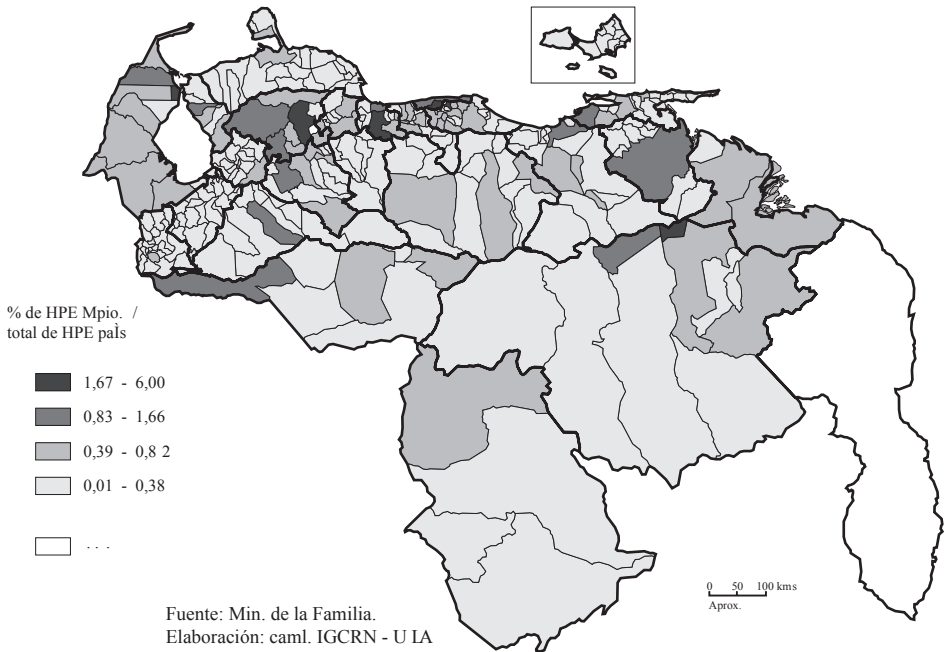 % de HPE Mpio. /
total de HPE paÌs
1,67 - 6,00
0,83 - 1,66
0,39 - 0,8 2
0,01 - 0,38
. . .
Fuente: Min. de la Familia.
Elaboración: caml. IGCRN - U LA
0 50 100 kms
Aprox.